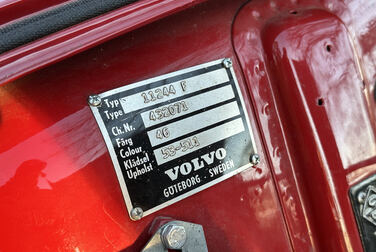 Typ 11244 F
Type
Ch.Nr. 432071
Färg 46
Colour
Klädsel 53-511
Upholst
VOLVO
GÖTEBORG · SWEDEN